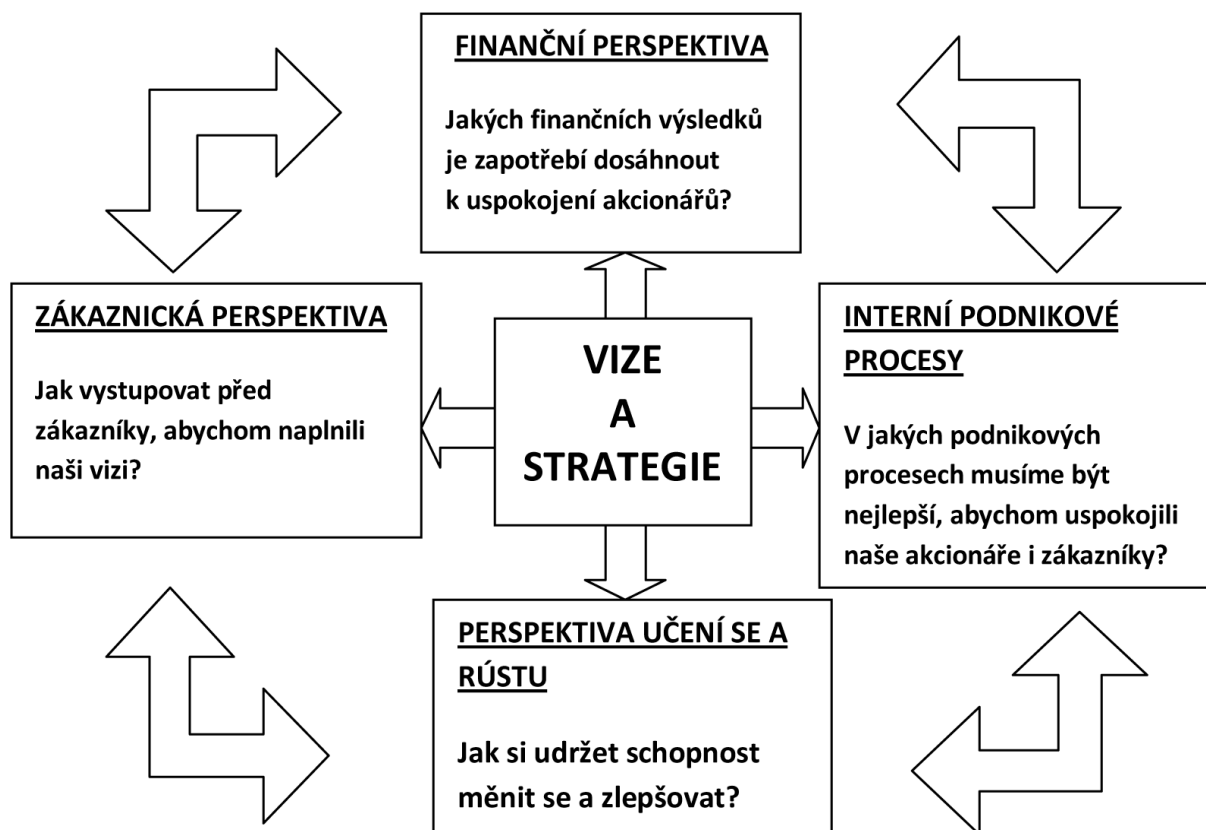 FINANČNÍ PERSPEKTIVA
Jakých finančních výsledků
je zapotřebí dosáhnout
k uspokojení akcionářů?
ZÁKAZNICKÁ PERSPEKTIVA
Jak vystupovat před
zákazníky, abychom naplnili
naši vizi?
VIZE
A
STRATEGIE
INTERNÍ PODNIKOVÉ
PROCESY
V jakých podnikových
procesech musíme být
nejlepší, abychom uspokojili
naše akcionáře i zákazníky?
PERSPEKTIVA UČENÍ SE A
RÚSTU
Jak si udržet schopnost
měnit se a zlepšovat?